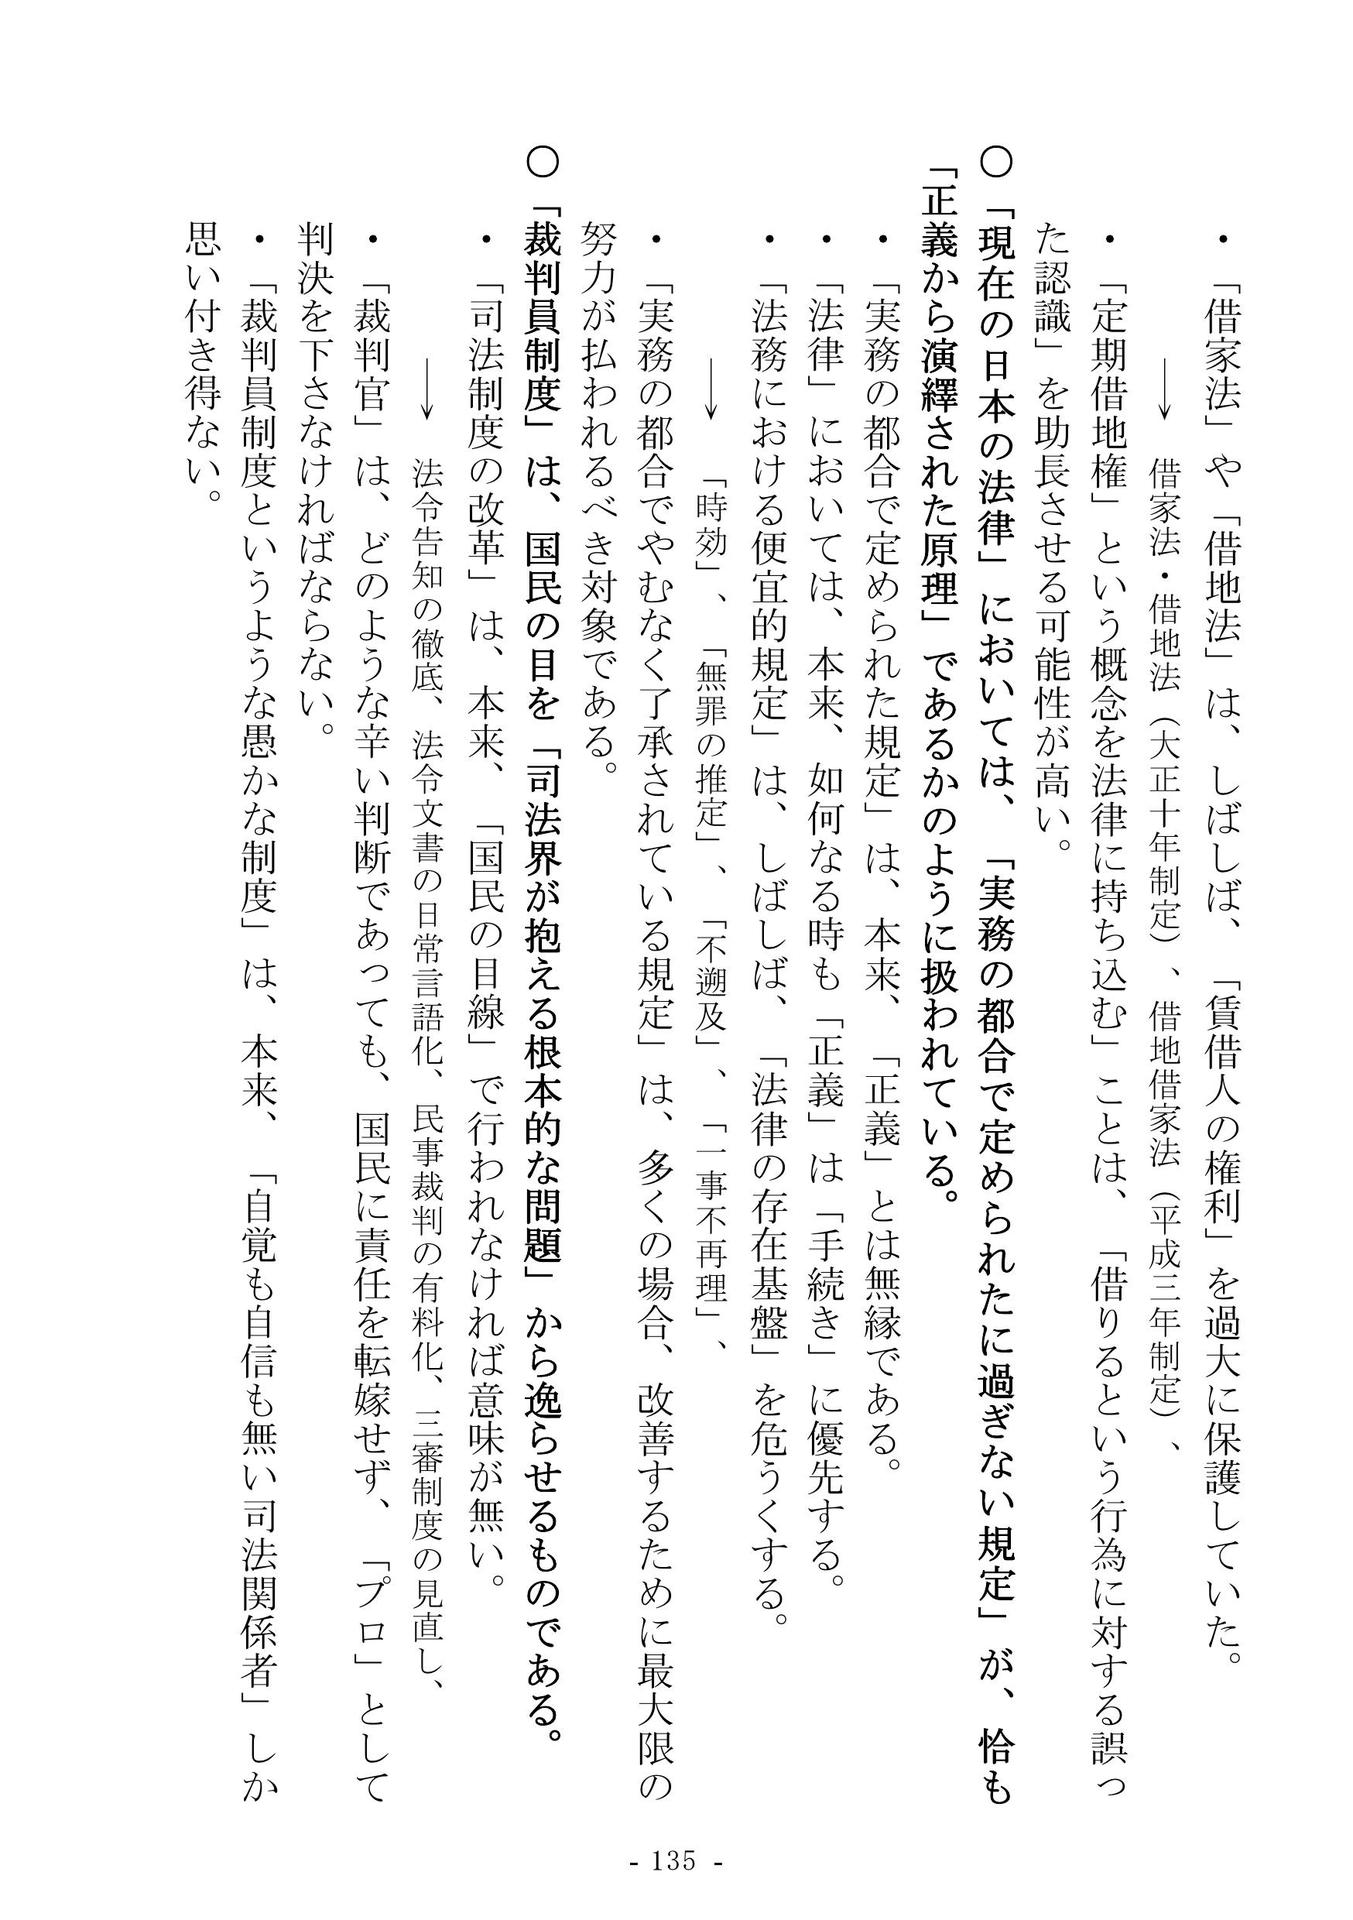 ・「借家法」や「借地法」は、しばしば、「賃借人の権利」を過大に保護していた。
→　借家法・借地法（大正十年制定）、借地借家法（平成三年制定）、
・「定期借地権」という概念を法律に持ち込む」ことは、「借りるという行為に対する誤っ
た認識」を助長させる可能性が高い。
〇「現在の日本の法律」においては、「実務の都合で定められたに過ぎない規定」が、恰も
「正義から演繹された原理」であるかのように扱われている。
・「実務の都合で定められた規定」は、本来、「正義」とは無縁である。
・「法律」においては、本来、如何なる時も「正義」は「手続き」に優先する。
・「法務における便宜的規定」は、しばしば、「法律の存在基盤」を危うくする。
→　「時効」、「無罪の推定」、「不遡及」、「一事不再理」、
・「実務の都合でやむなく了承されている規定」は、多くの場合、改善するために最大限の
努力が払われるべき対象である。
〇「裁判員制度」は、国民の目を「司法界が抱える根本的な問題」から逸らせるものである。
・「司法制度の改革」は、本来、「国民の目線」で行われなければ意味が無い。
→　法令告知の徹底、法令文書の日常言語化、民事裁判の有料化、三審制度の見直し、
・「裁判官」は、どのような辛い判断であっても、国民に責任を転嫁せず、「プロ」として
判決を下さなければならない。
・「裁判員制度というような愚かな制度」は、本来、「自覚も自信も無い司法関係者」しか
思い付き得ない。
- 135 -